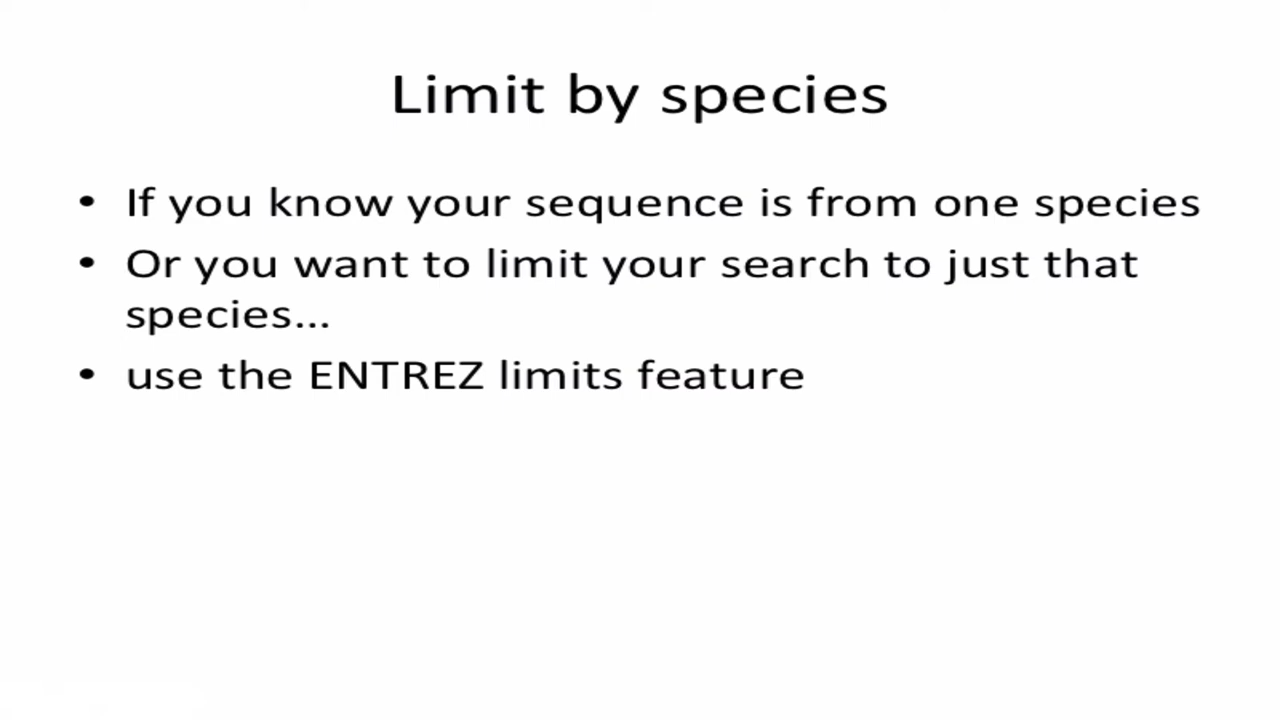 Limit by species
• If you know your sequence is from one species
• Or you want to limit your search to just that
species...
• use the ENTREZ limits feature